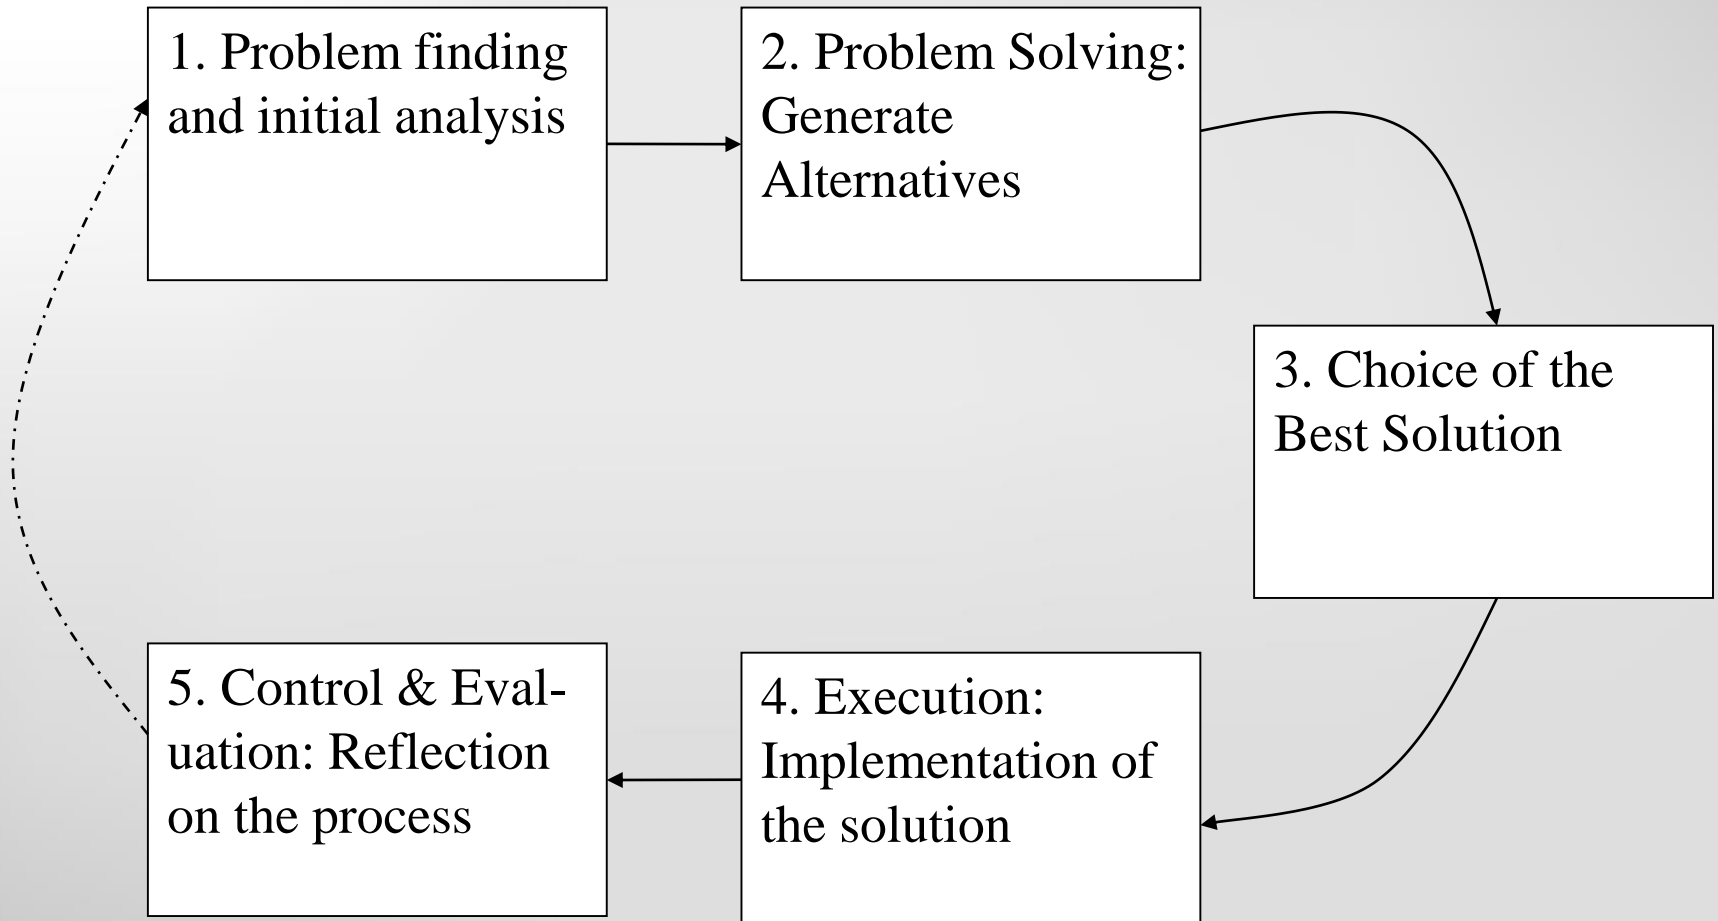 1. Problem finding
and initial analysis
2. Problem Solving:
Generate
Alternatives
3. Choice of the
Best Solution
4. Execution:
Implementation of
the solution
5. Control & Eval-
uation: Reflection
on the process